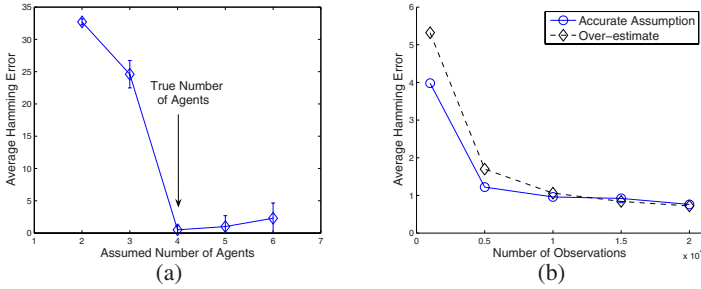 35
30
25
20
15
10
5
0
1 2 3 4 5 6 7
Average Hamming Error
Assumed Number of Agents
True Number
of Agents
(a)
6
5
4
3
2
1
0
0 0.5 1 1.5 2
Average Hamming Error
Number of Observations
Accurate Assumption
Over-estimate
(b)